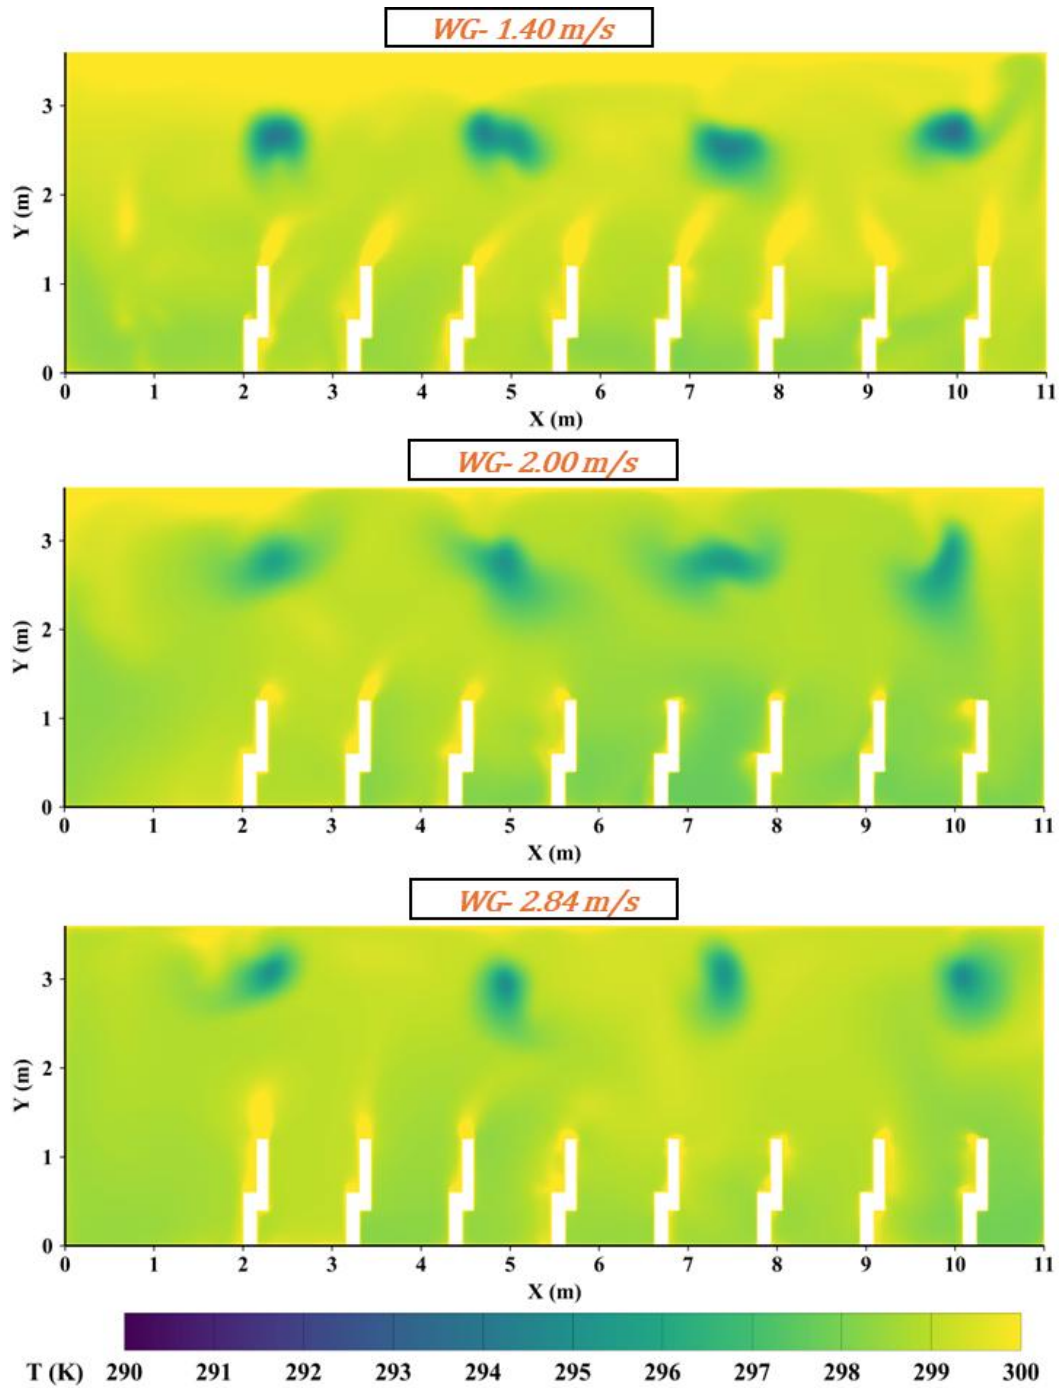 WG- 1.40 m/s
3
2
1
0
Y (m)
0 1 2 3 4 5 6 7 8 9 10 11
X (m)
WG- 2.00 m/s
3
2
1
0
Y (m)
0 1 2 3 4 5 6 7 8 9 10 11
X (m)
WG- 2.84 m/s
3
2
1
0
Y (m)
0 1 2 3 4 5 6 7 8 9 10 11
X (m)
T (K) 290 291 292 293 294 295 296 297 298 299 300